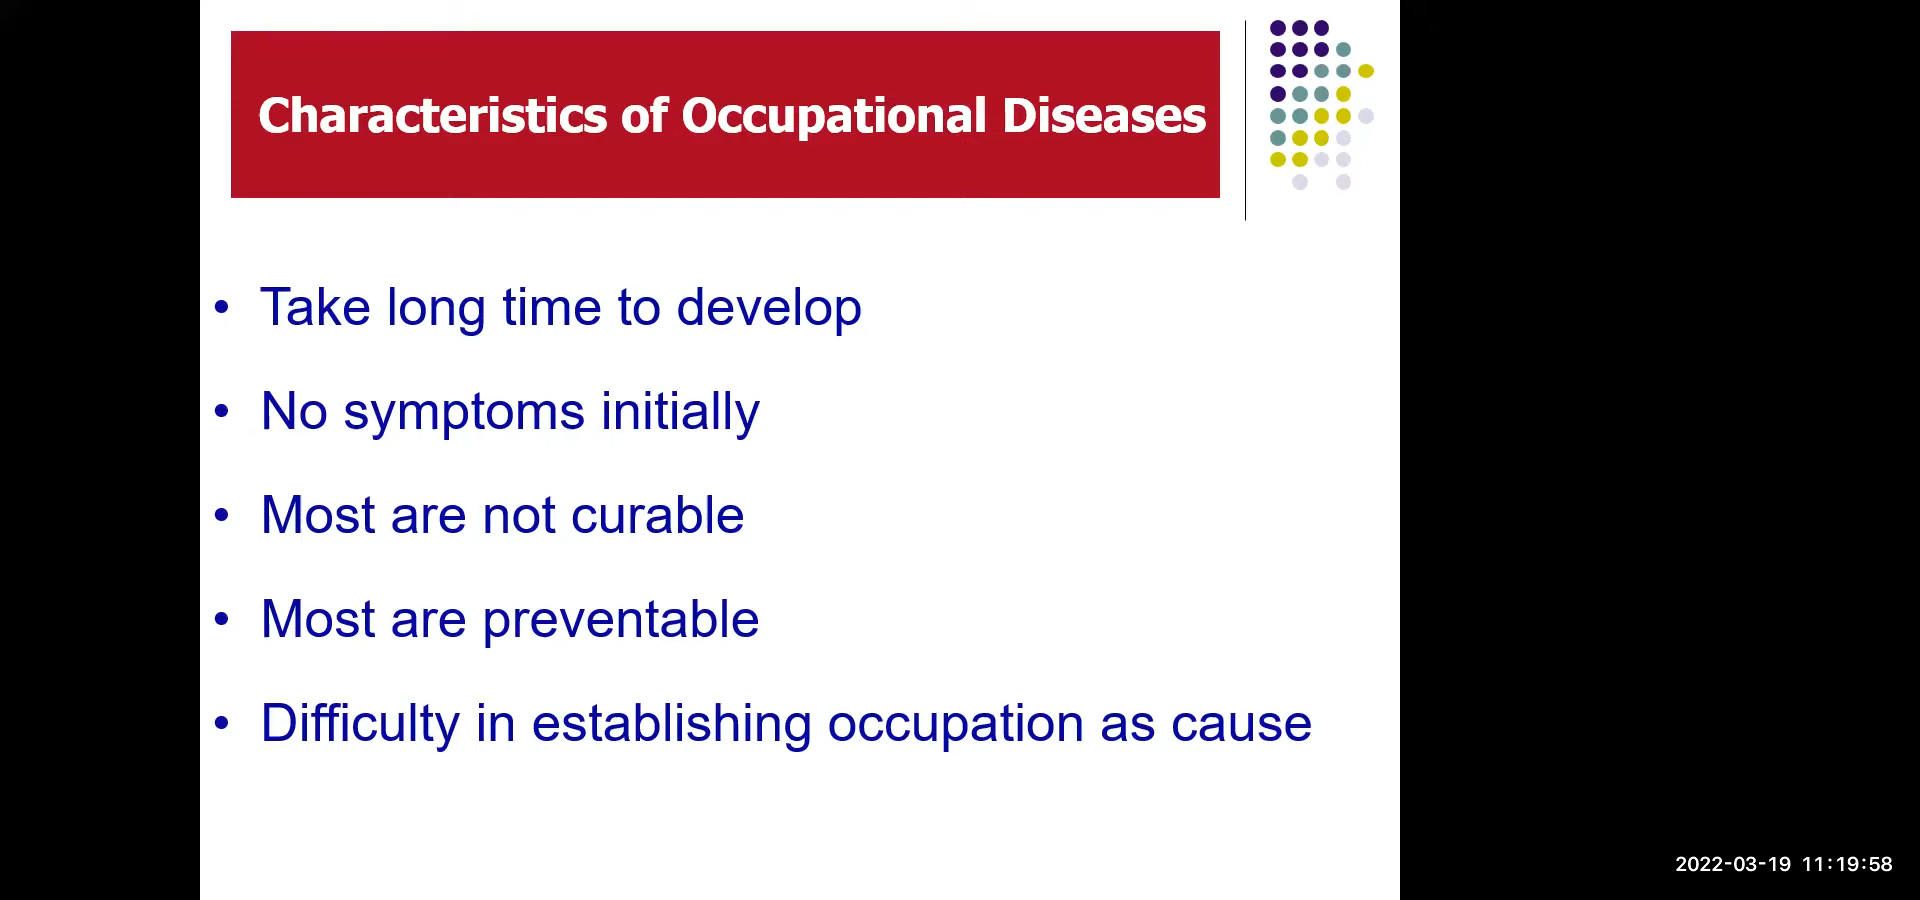 Characteristics of Occupational Diseases
• Take long time to develop
• No symptoms initially
• Most are not curable
• Most are preventable
• Difficulty in establishing occupation as cause
2022-03-19 11:19:58